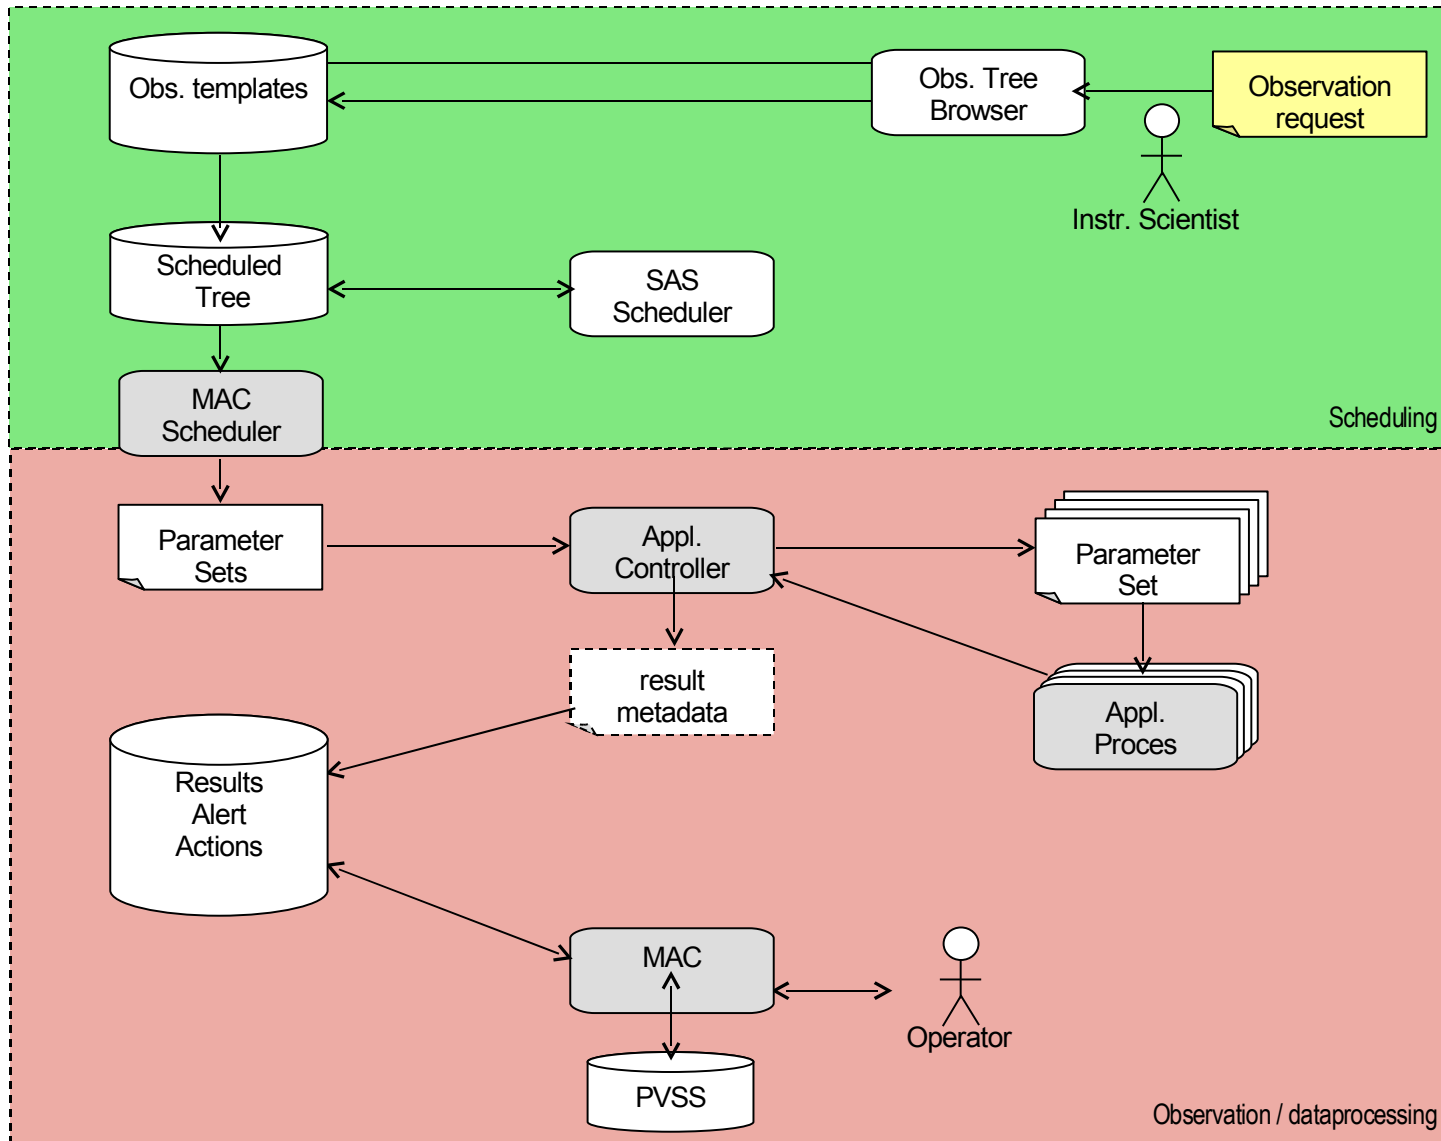 Obs. templates
Obs. Tree
Browser
Observation
request
Instr. Scientist
Scheduled
Tree
SAS
Scheduler
MAC
Scheduler
Scheduling
Parameter
Sets
Appl.
Controller
Parameter
Set
result
metadata
Appl.
Proces
Results
Alert
Actions
MAC
Operator
PVSS
Observation / dataprocessing